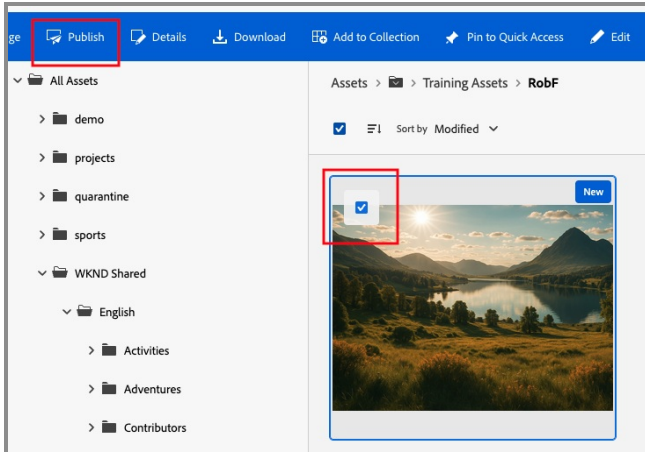 ge Publish Details Download Add to Collection Pin to Quick Access Edit
All Assets
demo
projects
quarantine
sports
WKND Shared
English
Activities
Adventures
Contributors
Assets > > Training Assets > RobF
Sort by Modified
New